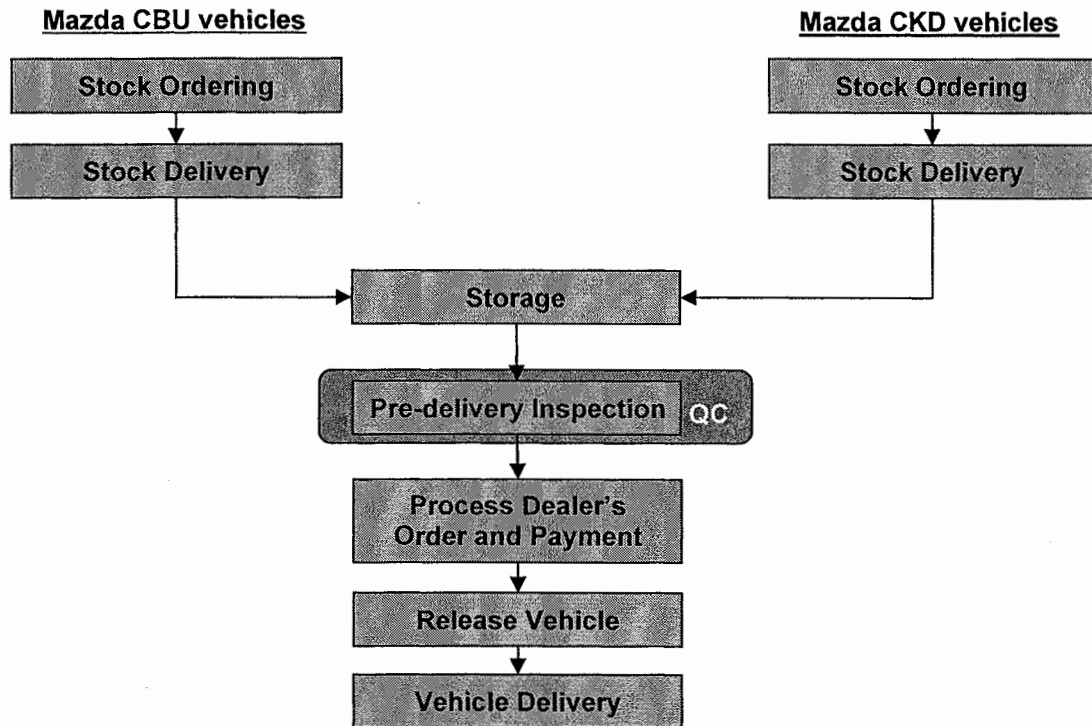 Mazda CBU vehicles
Mazda CKD vehicles
Stock Ordering
Stock Ordering
Stock Delivery
Stock Delivery
Storage
Pre-delivery Inspection
QC
Process Dealer's
Order and Payment
Release Vehicle
Vehicle Delivery